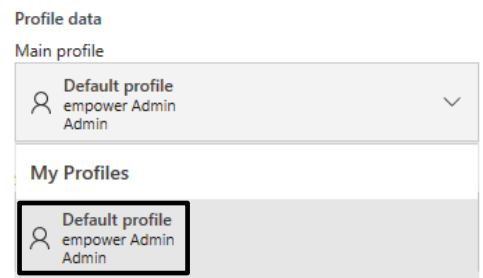 Profile data
Main profile
Default profile
empower Admin
Admin
My Profiles
Default profile
empower Admin
Admin